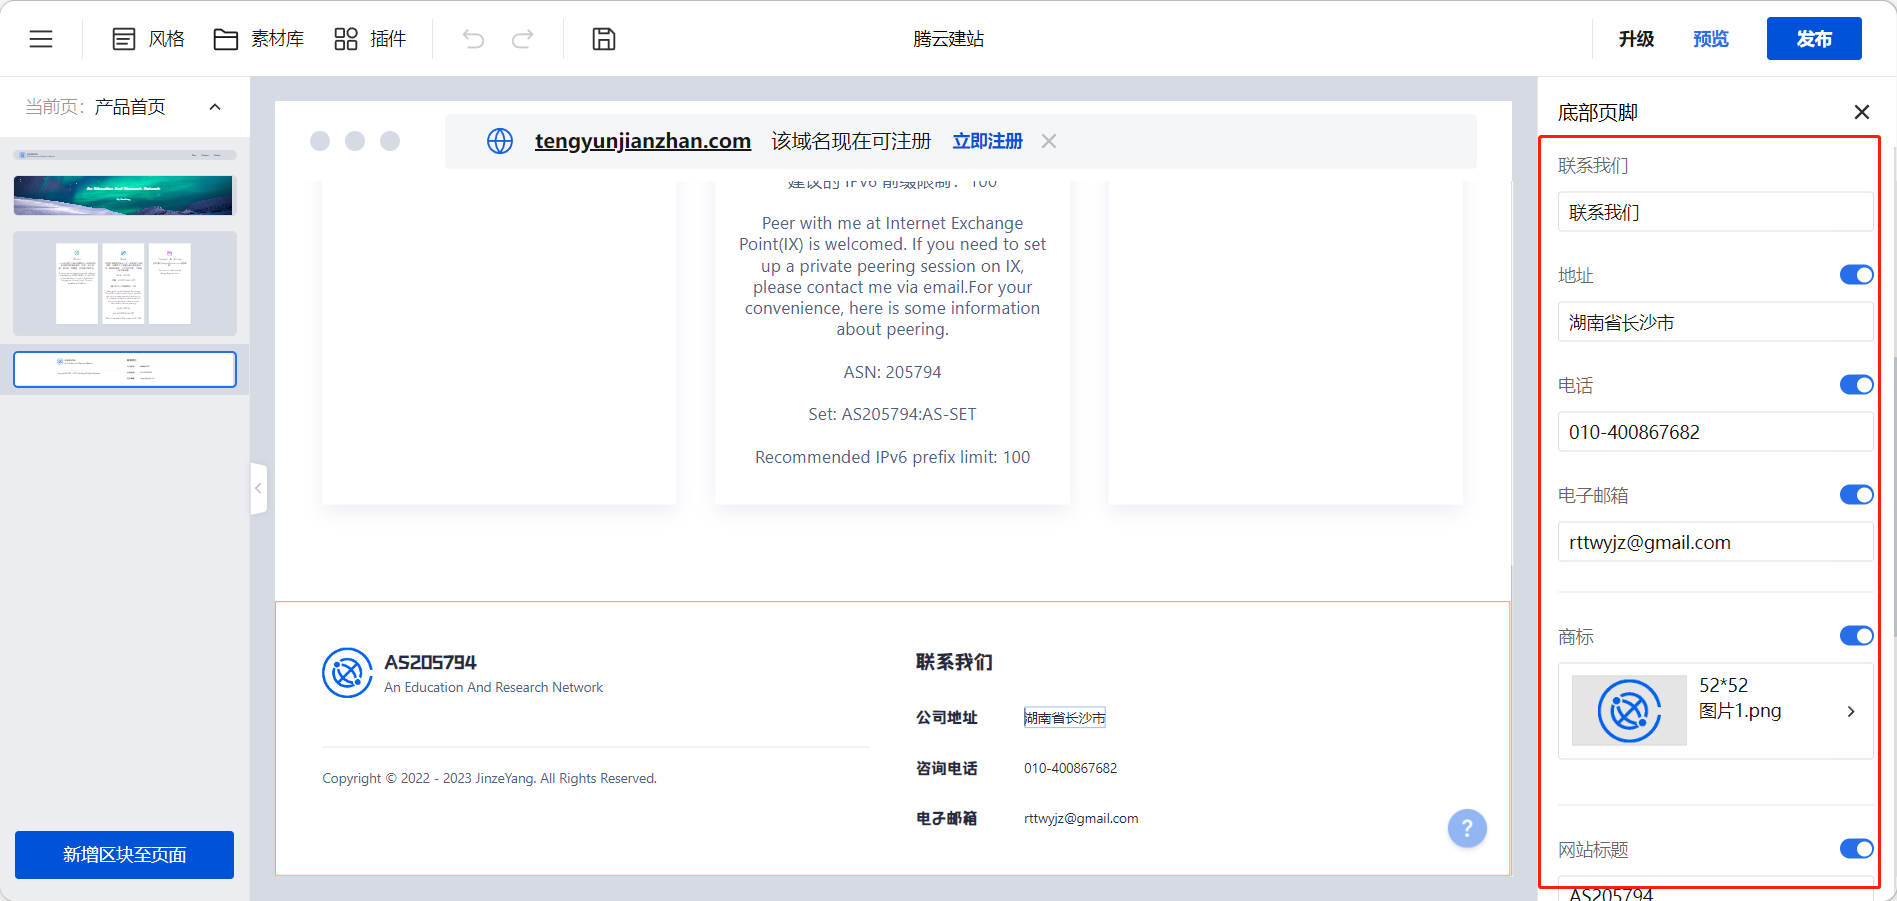 风格
素材库
插件
腾云建站
升级
预览
发布
当前页：产品首页
tengyunjianzhan.com 该域名现在可注册 立即注册
建议的 IPv6 前缀限制：100
Peer with me at Internet Exchange
Point(IX) is welcomed. If you need to set
up a private peering session on IX,
please contact me via email.For your
convenience, here is some information
about peering.
ASN: 205794
Set: AS205794:AS-SET
Recommended IPv6 prefix limit: 100
AS205794
An Education And Research Network
Copyright © 2022 - 2023 JinzeYang. All Rights Reserved.
联系我们
公司地址 湖南省长沙市
咨询电话 010-400867682
电子邮箱 rttwyjz@gmail.com
?
新增区块至页面
底部页脚
联系我们
联系我们
地址
湖南省长沙市
电话
010-400867682
电子邮箱
rttwyjz@gmail.com
商标
52*52
图片1.png
网站标题
AS205794
An Education And Research Network